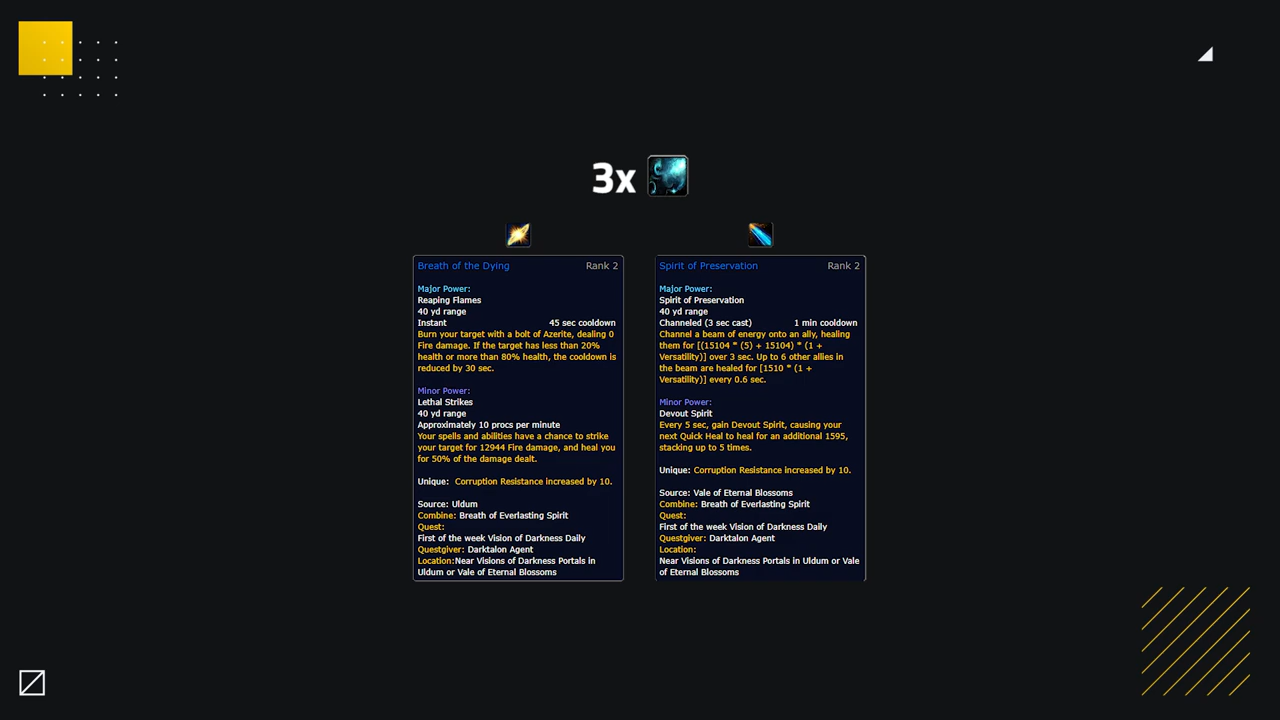 3x
Breath of the Dying Rank 2
Major Power:
Reaping Flames
40 yd range
Instant 45 sec cooldown
Burn your target with a bolt of Azerite, dealing 0
Fire damage. If the target has less than 20%
health or more than 80% health, the cooldown is
reduced by 30 sec.
Minor Power:
Lethal Strikes
40 yd range
Approximately 10 procs per minute
Your spells and abilities have a chance to strike
your target for 12944 Fire damage, and heal you
for 50% of the damage dealt.
Unique: Corruption Resistance increased by 10.
Source: Uldum
Combine: Breath of Everlasting Spirit
Quest:
First of the week Vision of Darkness Daily
Questgiver: Darktalon Agent
Location:Near Visions of Darkness Portals in
Uldum or Vale of Eternal Blossoms
Spirit of Preservation Rank 2
Major Power:
Spirit of Preservation
40 yd range
Channeled (3 sec cast) 1 min cooldown
Channel a beam of energy onto an ally, healing
them for [(15104 * (5) + 15104) * (1 +
Versatility)] over 3 sec. Up to 6 other allies in
the beam are healed for [1510 * (1 +
Versatility)] every 0.6 sec.
Minor Power:
Devout Spirit
Every 5 sec, gain Devout Spirit, causing your
next Quick Heal to heal for an additional 1595,
stacking up to 5 times.
Unique: Corruption Resistance increased by 10.
Source: Vale of Eternal Blossoms
Combine: Breath of Everlasting Spirit
Quest:
First of the week Vision of Darkness Daily
Questgiver: Darktalon Agent
Location:
Near Visions of Darkness Portals in Uldum or Vale
of Eternal Blossoms